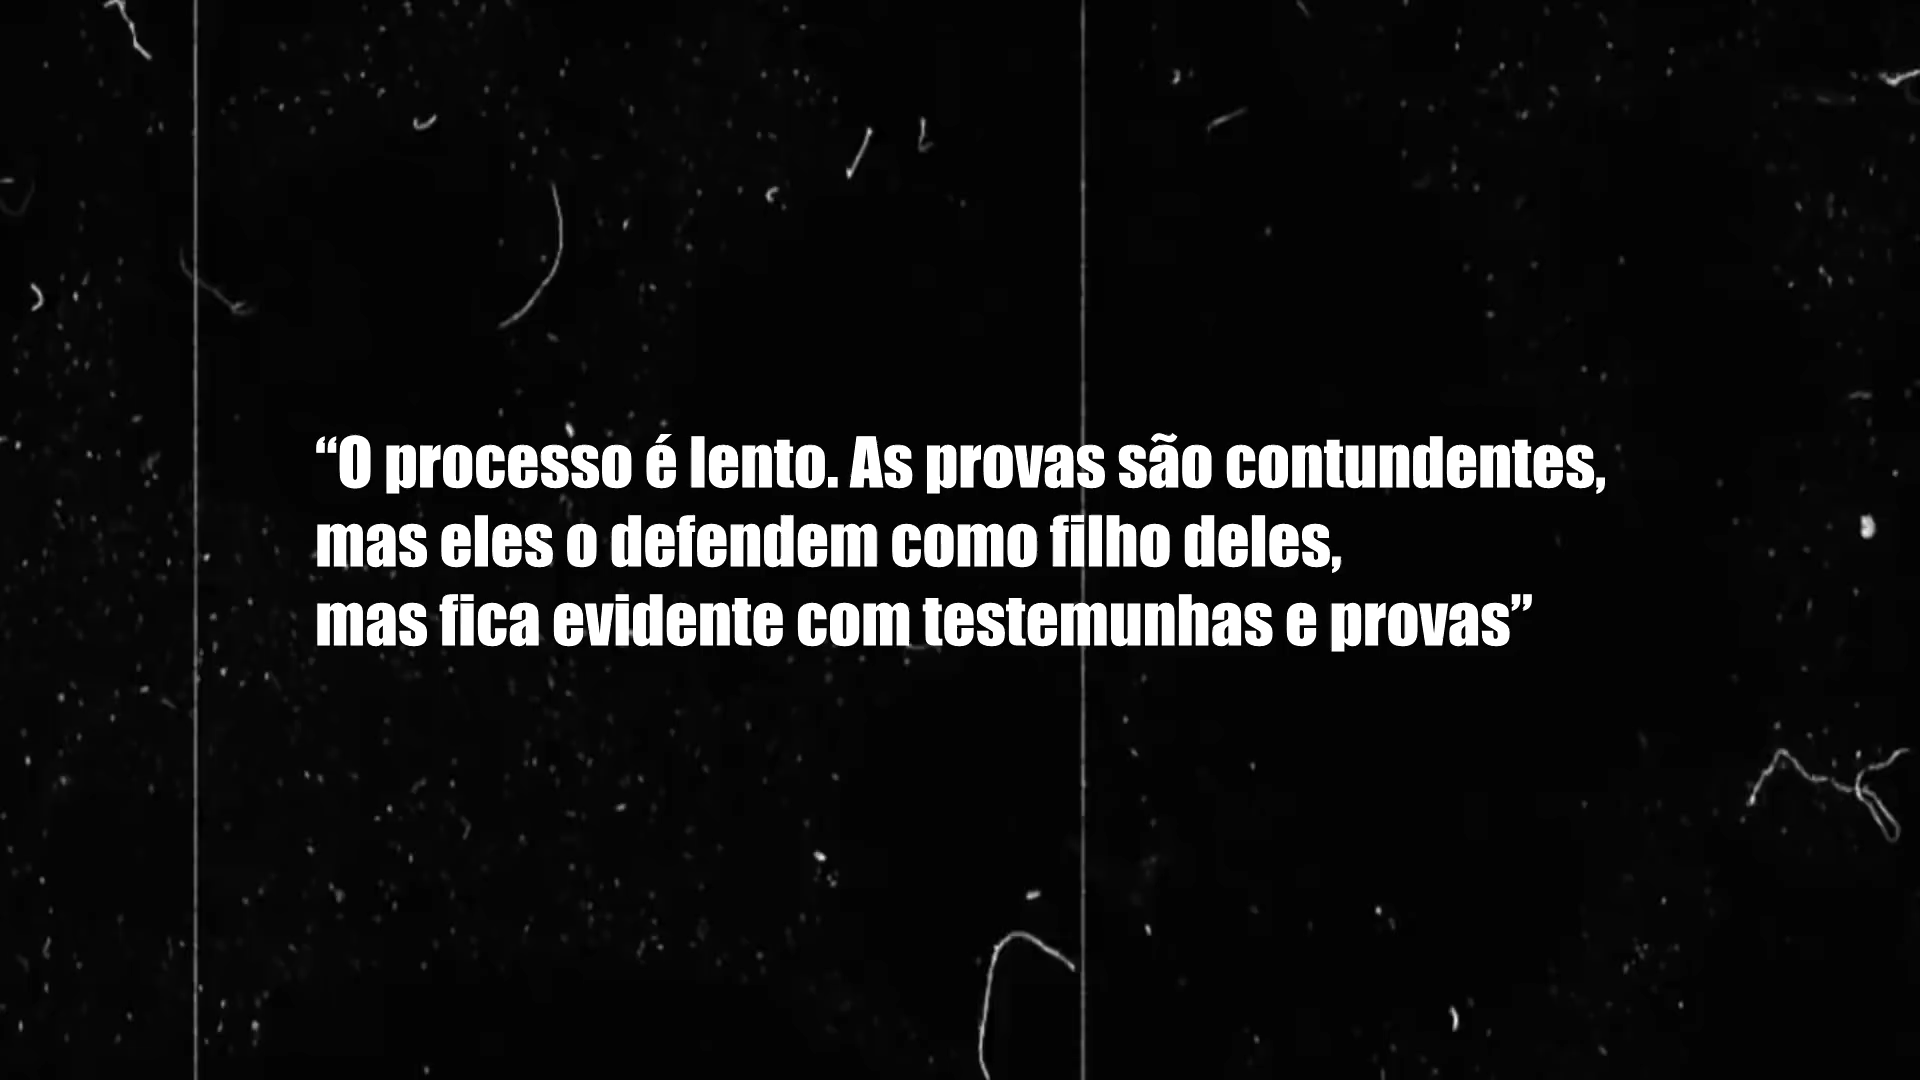 “O processo é lento. As provas são contundentes,
mas eles o defendem como filho deles,
mas fica evidente com testemunhas e provas”